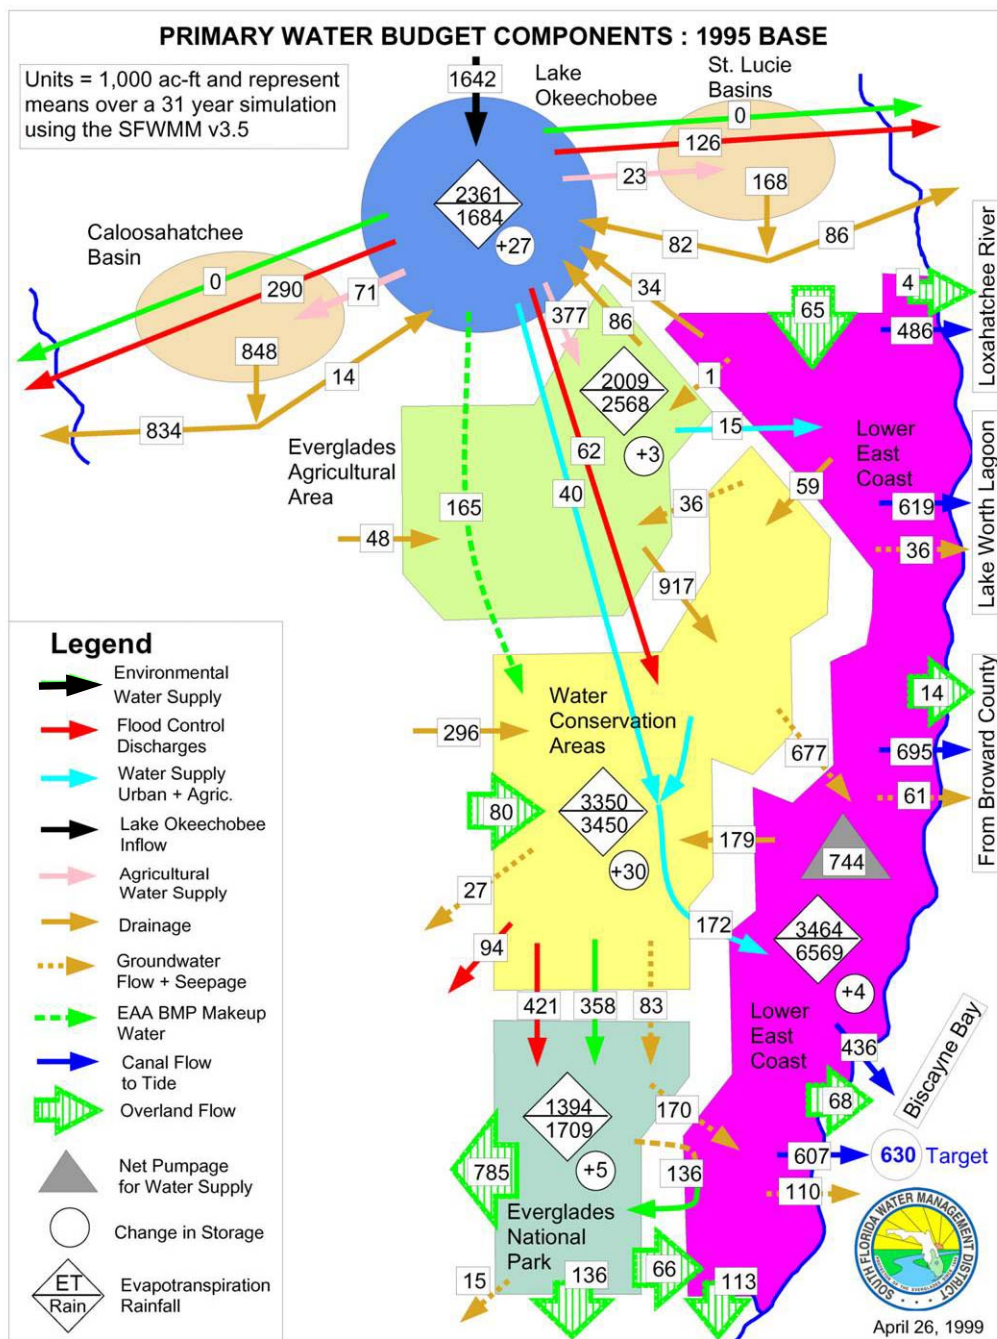 PRIMARY WATER BUDGET COMPONENTS : 1995 BASE
Units = 1,000 ac-ft and represent
means over a 31 year simulation
using the SFWMM v3.5
1642
Lake
Okeechobee
St. Lucie
Basins
0
126
23
168
2361
1684
+27
82
86
Caloosahatchee
Basin
0
290
71
848
14
834
377
86
34
65
4
486
Loxahatchee River
1
2009
2568
+3
15
Everglades
Agricultural
Area
62
40
165
48
36
59
917
Lower
East
Coast
619
36
Lake Worth Lagoon
Water
Conservation
Areas
296
80
3350
3450
+30
677
179
172
14
695
61
From Broward County
744
3464
6569
+4
27
94
421
358
83
Lower
East
Coast
436
Biscayne Bay
68
1394
1709
+5
170
136
785
607
630 Target
110
Everglades
National
Park
15
136
66
113
SOUTH FLORIDA WATER MANAGEMENT DISTRICT
April 26, 1999
Legend
Environmental
Water Supply
Flood Control
Discharges
Water Supply
Urban + Agric.
Lake Okeechobee
Inflow
Agricultural
Water Supply
Drainage
Groundwater
Flow + Seepage
EAA BMP Makeup
Water
Canal Flow
to Tide
Overland Flow
Net Pumpage
for Water Supply
Change in Storage
ET
Rain
Evapotranspiration
Rainfall